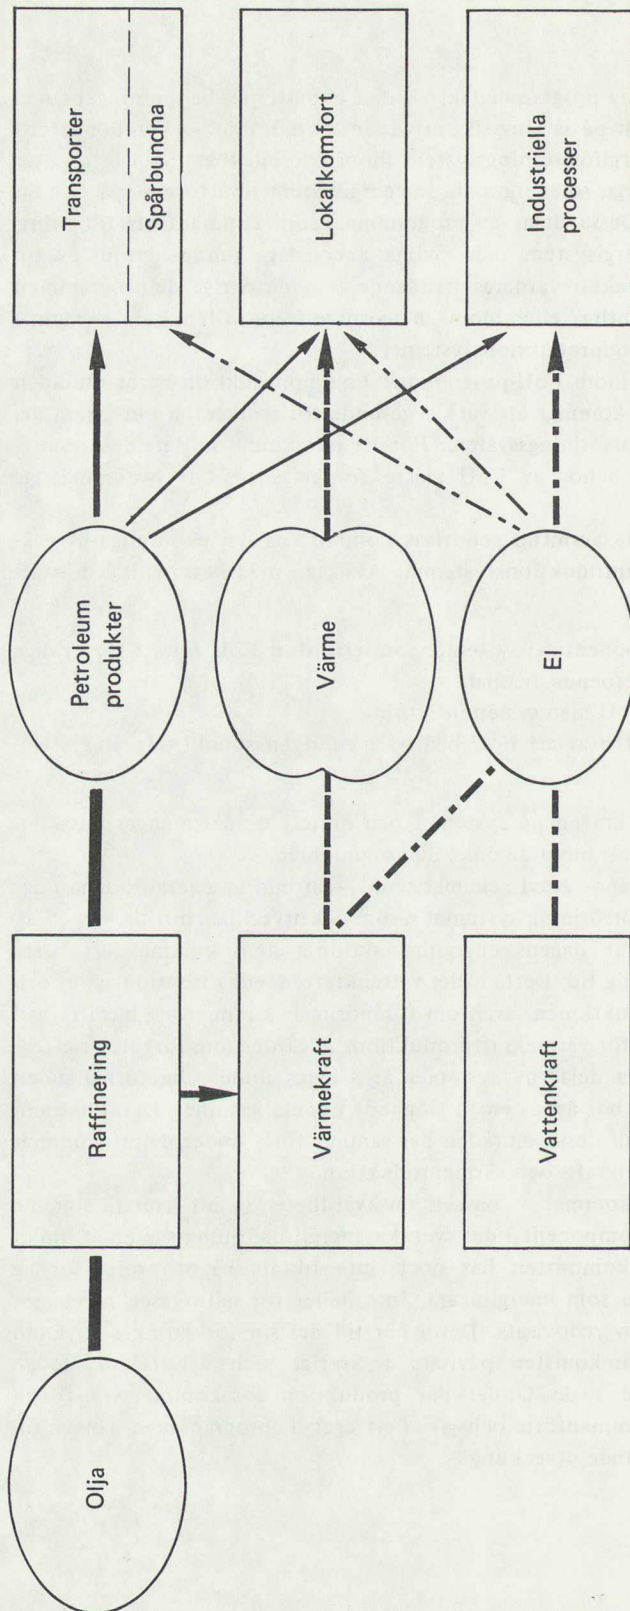 Olja
Raffinering
Petroleum
produkter
Transporter
Spårbundna
Värmekraft
Värme
Lokalkomfort
Vattenkraft
El
Industriella
processer